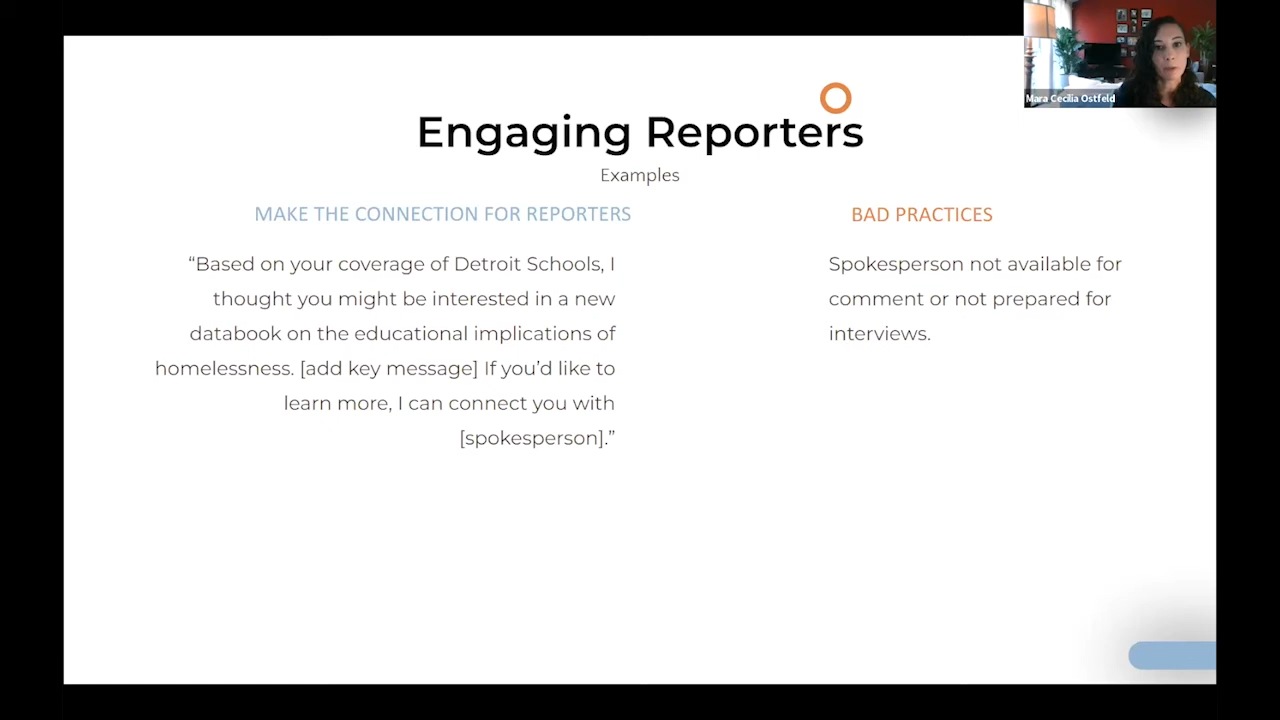 Mara Cecilia Ostfeld
Engaging Reporters
Examples
MAKE THE CONNECTION FOR REPORTERS
“Based on your coverage of Detroit Schools, I
thought you might be interested in a new
databook on the educational implications of
homelessness. [add key message] If you’d like to
learn more, I can connect you with
[spokesperson].”
BAD PRACTICES
Spokesperson not available for
comment or not prepared for
interviews.